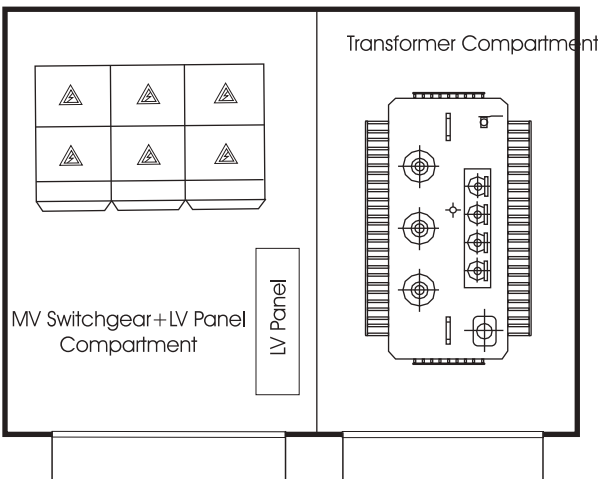 Transformer Compartment
MV Switchgear+LV Panel
Compartment
LV Panel